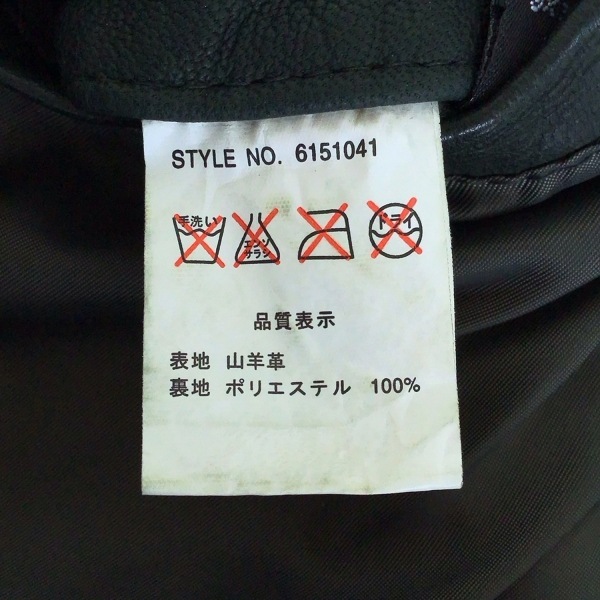 STYLE NO. 6151041
手洗い エンソ サラシ ドライ
品質表示
表地 山羊革
裏地 ポリエステル 100%